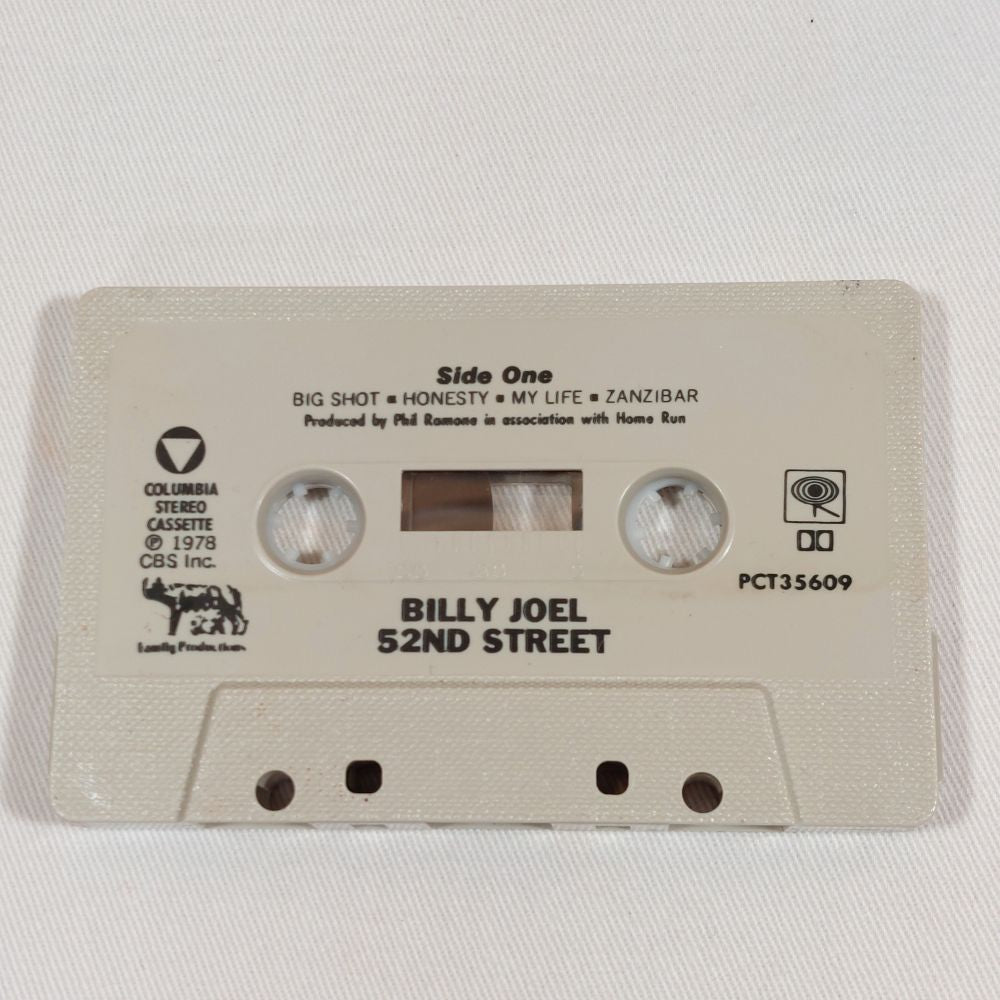 Side One
BIG SHOT ▪ HONESTY ▪ MY LIFE ▪ ZANZIBAR
Produced by Phil Ramone in association with Home Run
COLUMBIA
STEREO
CASSETTE
℗ 1978
CBS Inc.
Family Productions
PCT35609
BILLY JOEL
52ND STREET